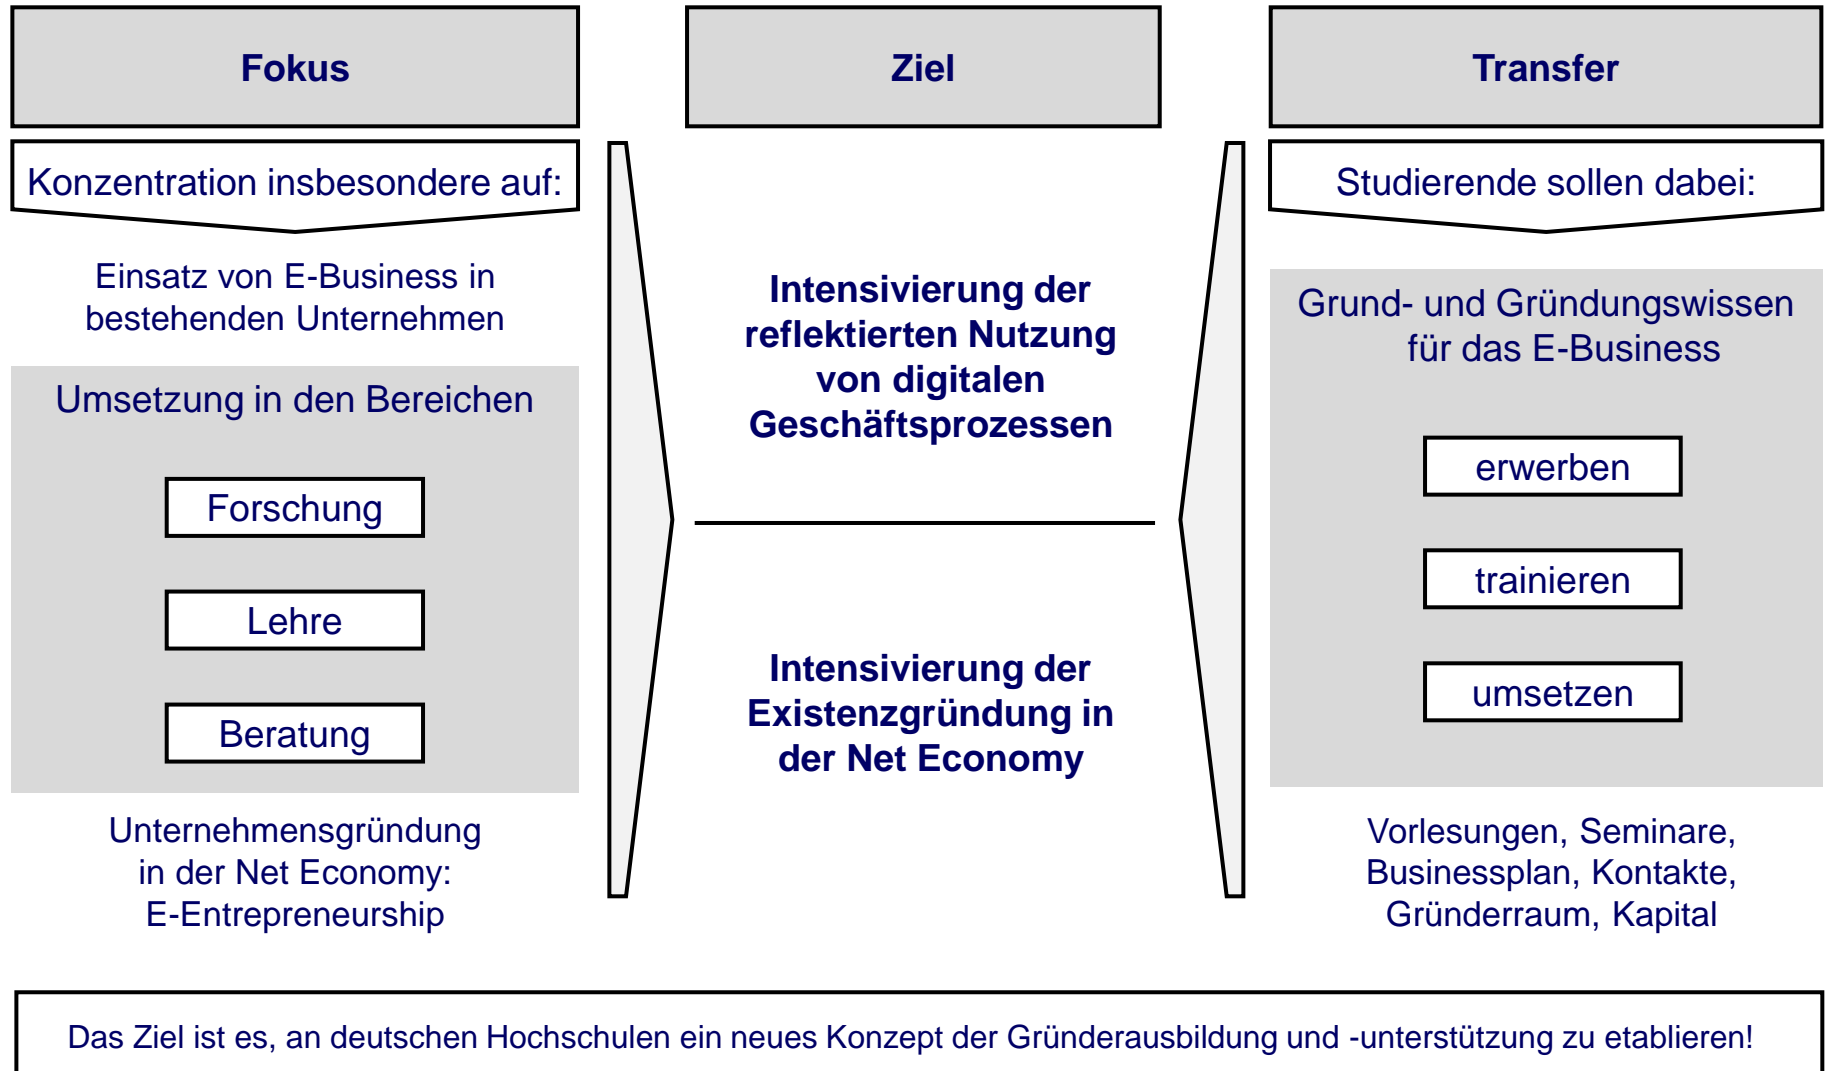 Fokus
Konzentration insbesondere auf:
Einsatz von E-Business in
bestehenden Unternehmen
Umsetzung in den Bereichen
Forschung
Lehre
Beratung
Unternehmensgründung
in der Net Economy:
E-Entrepreneurship
Ziel
Intensivierung der
reflektierten Nutzung
von digitalen
Geschäftsprozessen
Intensivierung der
Existenzgründung in
der Net Economy
Transfer
Studierende sollen dabei:
Grund- und Gründungswissen
für das E-Business
erwerben
trainieren
umsetzen
Vorlesungen, Seminare,
Businessplan, Kontakte,
Gründerraum, Kapital
Das Ziel ist es, an deutschen Hochschulen ein neues Konzept der Gründerausbildung und -unterstützung zu etablieren!